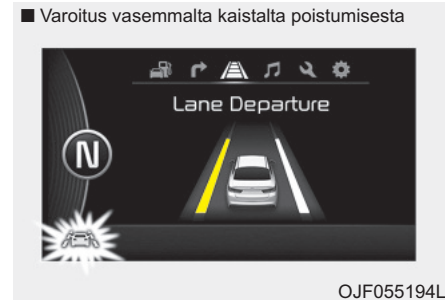 ■ Varoitus vasemmalta kaistalta poistumisesta
Lane Departure
N
OJF055194L